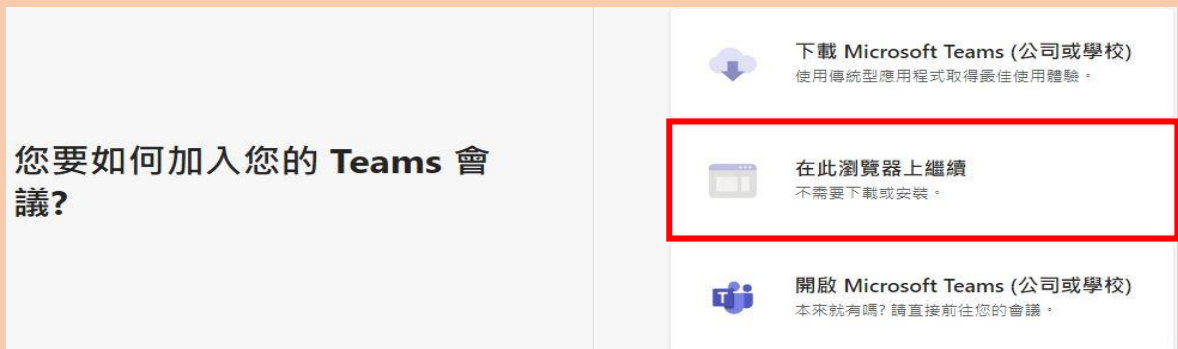 您要如何加入您的 Teams 會
議?
下載 Microsoft Teams (公司或學校)
使用傳統型應用程式取得最佳使用體驗。
在此瀏覽器上繼續
不需要下載或安裝。
開啟 Microsoft Teams (公司或學校)
本來就有嗎? 請直接前往您的會議。